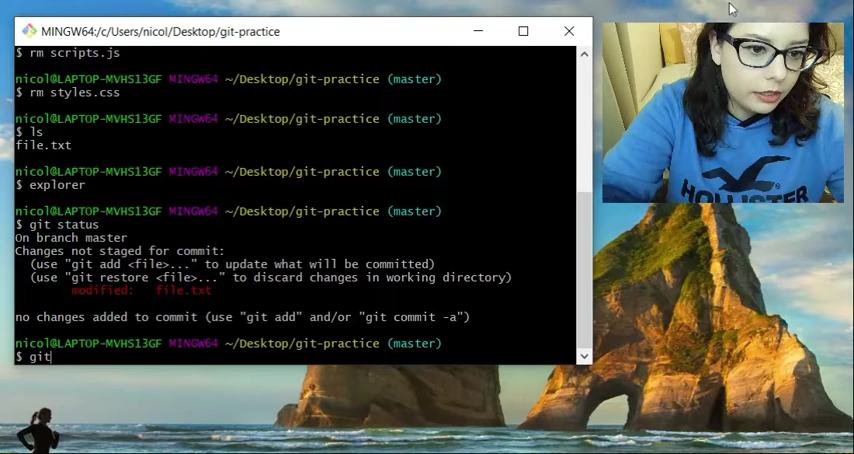 MINGW64:/c/Users/nicol/Desktop/git-practice
$ rm scripts.js
nicol@LAPTOP-MVHS13GF MINGW64 ~/Desktop/git-practice (master)
$ rm styles.css
nicol@LAPTOP-MVHS13GF MINGW64 ~/Desktop/git-practice (master)
$ ls
file.txt
nicol@LAPTOP-MVHS13GF MINGW64 ~/Desktop/git-practice (master)
$ explorer
nicol@LAPTOP-MVHS13GF MINGW64 ~/Desktop/git-practice (master)
$ git status
On branch master
Changes not staged for commit:
(use "git add <file>..." to update what will be committed)
(use "git restore <file>..." to discard changes in working directory)
modified: file.txt
no changes added to commit (use "git add" and/or "git commit -a")
nicol@LAPTOP-MVHS13GF MINGW64 ~/Desktop/git-practice (master)
$ git
HOLLISTER